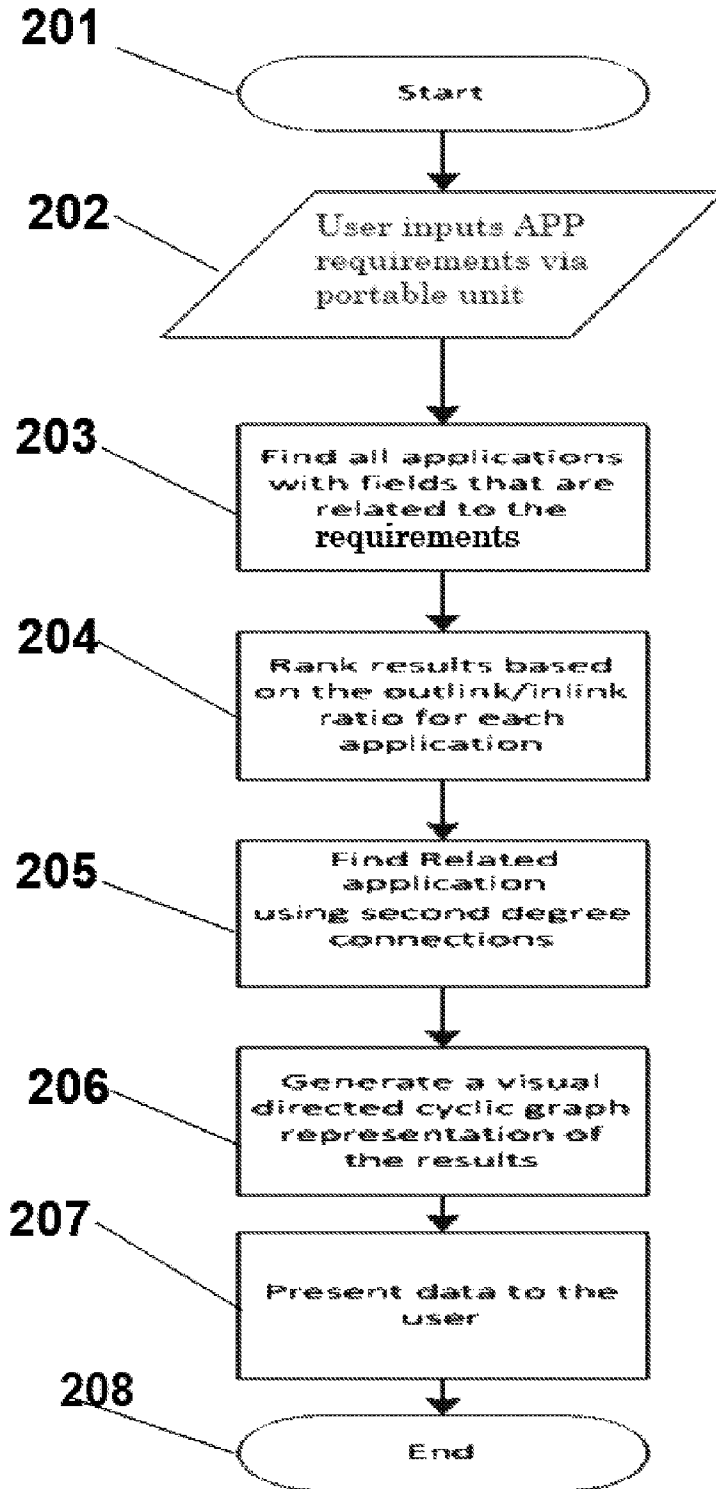 201
Start
202
User inputs APP
requirements via
portable unit
203
Find all applications
with fields that are
related to the
requirements
204
Rank results based
on the outlink/inlink
ratio for each
application
205
Find Related
application
using second degree
connections
206
Generate a visual
directed cyclic graph
representation of
the results
207
Present data to the
user
208
End